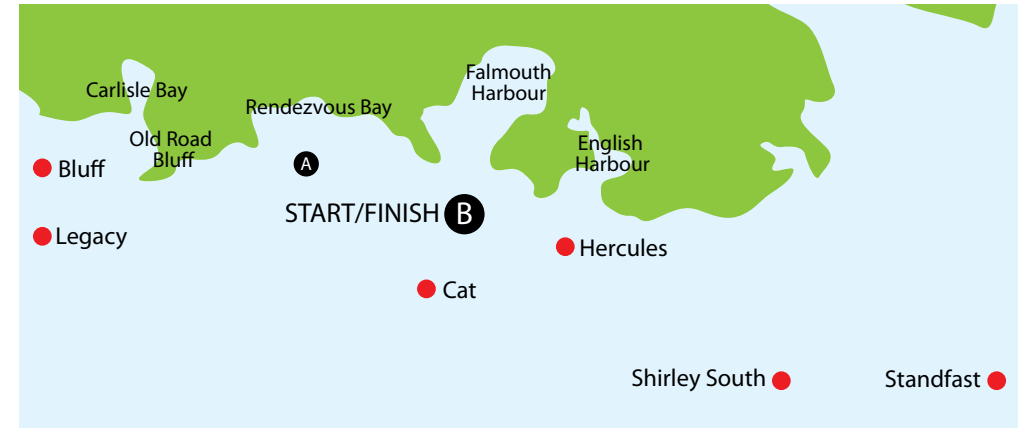 Falmouth
Harbour
Carlisle Bay
Rendezvous Bay
Old Road
Bluff
English
Harbour
A
Bluff
START/FINISH B
Legacy
Hercules
Cat
Shirley South
Standfast